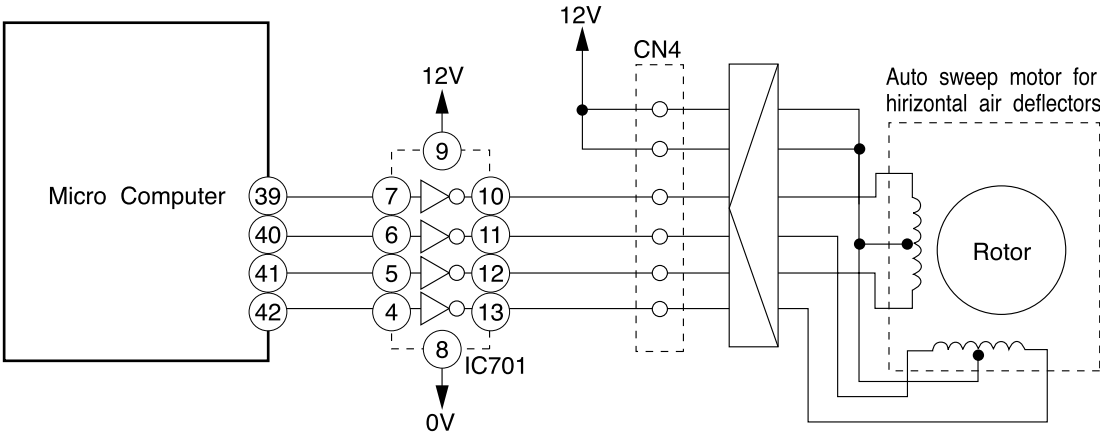 12V
CN4
12V
Auto sweep motor for
hirizontal air deflectors
9
Micro Computer
39 7 10
40 6 11
41 5 12
42 4 13
Rotor
8
IC701
0V